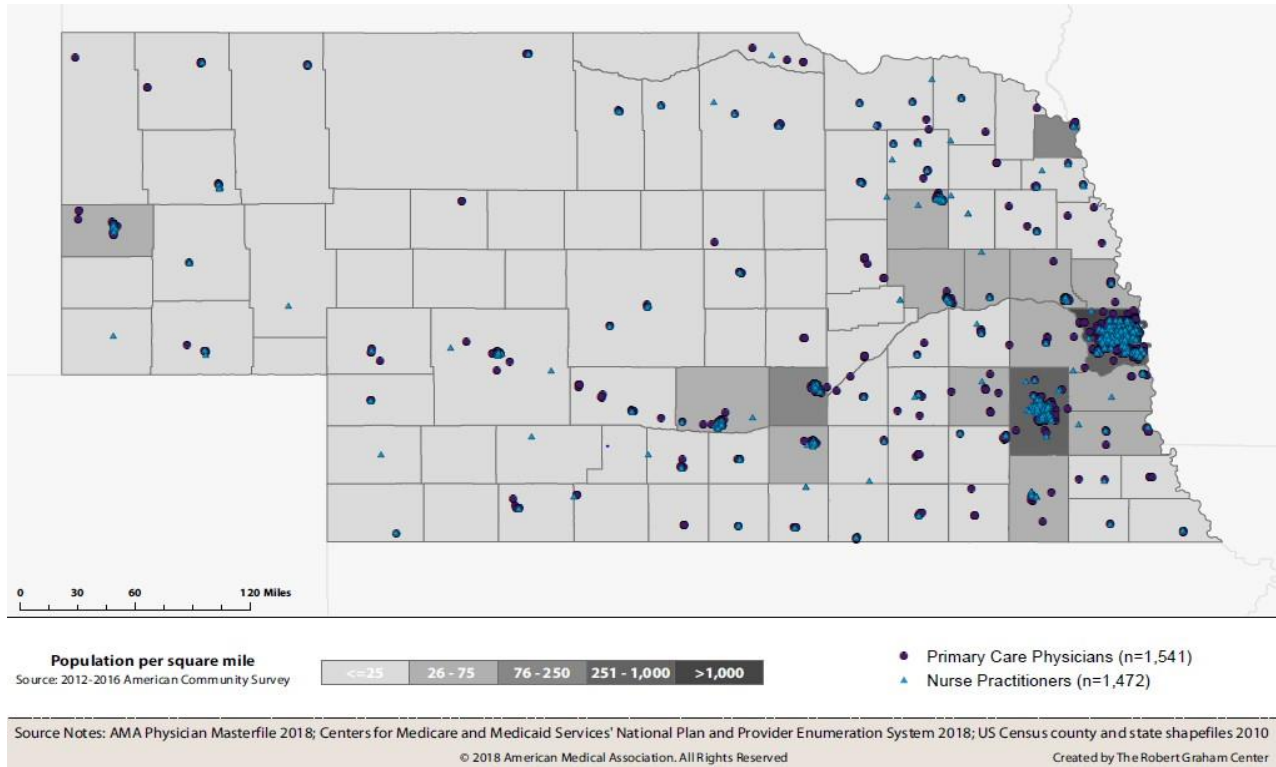 0 30 60 120 Miles
Population per square mile
Source: 2012-2016 American Community Survey
<=25 26 - 75 76 - 250 251 - 1,000 >1,000
Primary Care Physicians (n=1,541)
Nurse Practitioners (n=1,472)
Source Notes: AMA Physician Masterfile 2018; Centers for Medicare and Medicaid Services' National Plan and Provider Enumeration System 2018; US Census county and state shapefiles 2010
© 2018 American Medical Association. All Rights Reserved
Created by The Robert Graham Center